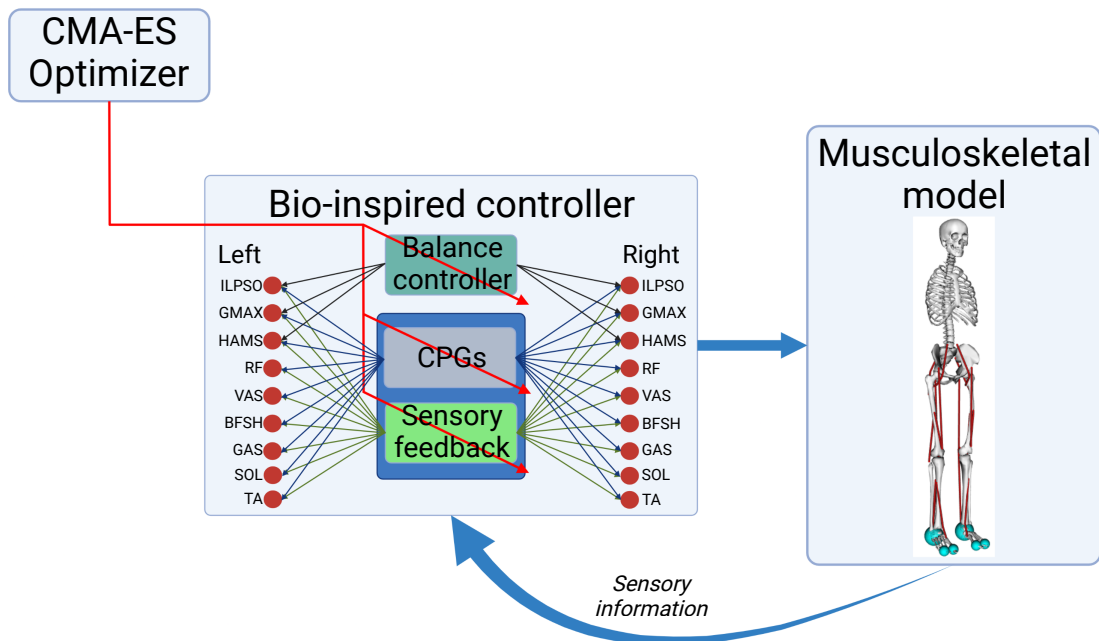 CMA-ES
Optimizer
Musculoskeletal
model
Bio-inspired controller
Left
Balance
controller
Right
ILPSO
GMAX
HAMS
RF
VAS
BFSH
GAS
SOL
TA
CPGs
Sensory
feedback
ILPSO
GMAX
HAMS
RF
VAS
BFSH
GAS
SOL
TA
Sensory
information